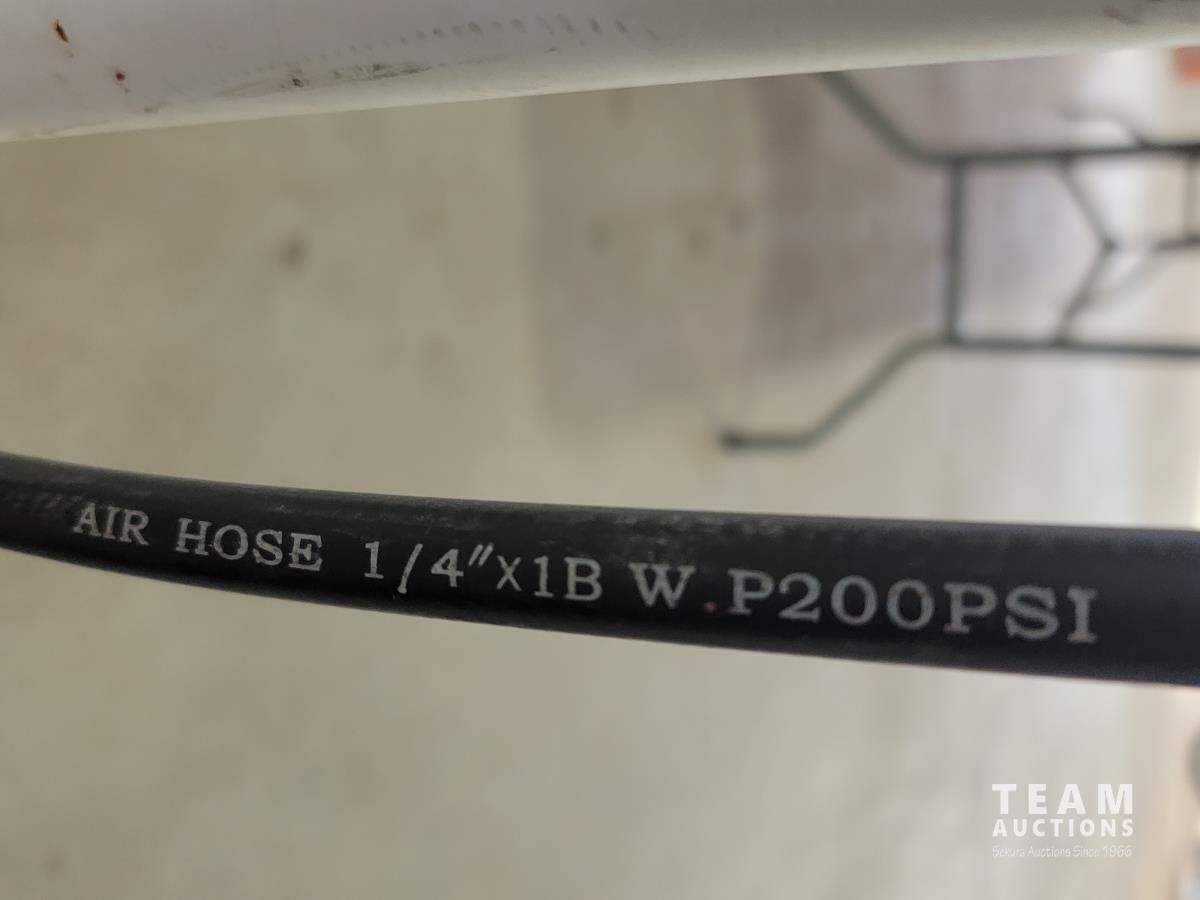 AIR HOSE 1/4"X1B W.P200PSI
TEAM
AUCTIONS
Sekura Auctions Since 1966